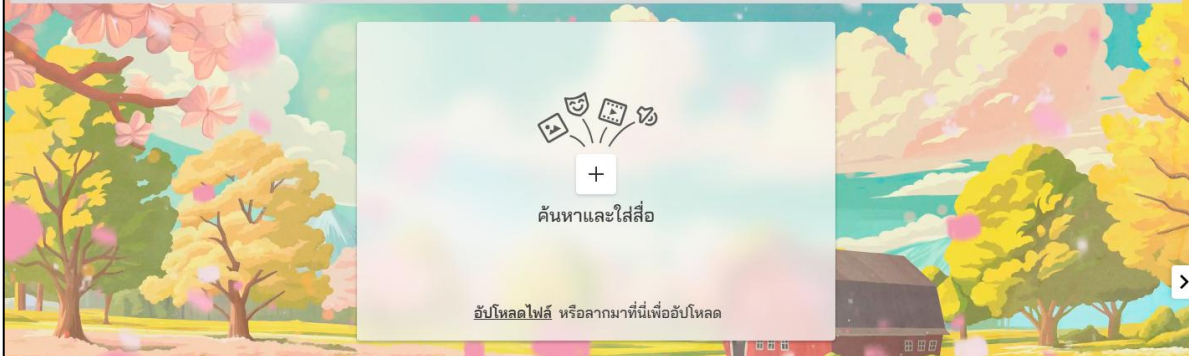 ค้นหาและใส่สื่อ
อัปโหลดไฟล์ หรือลากมาที่นี่เพื่ออัปโหลด